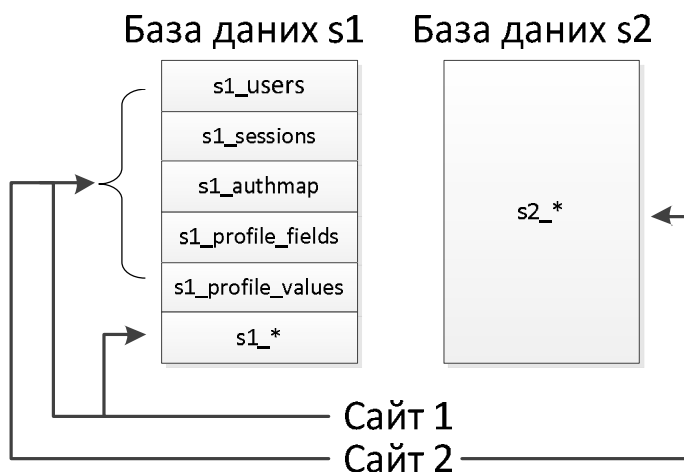 База даних s1
База даних s2
s1_users
s1_sessions
s1_authmap
s1_profile_fields
s1_profile_values
s1_*
s2_*
Сайт 1
Сайт 2